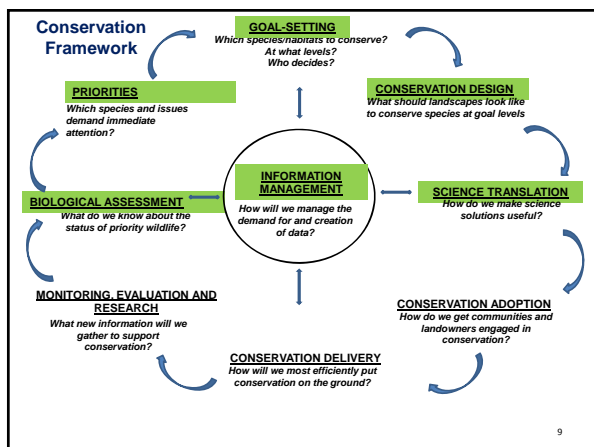 Conservation
Framework
GOAL-SETTING
Which species/habitats to conserve?
At what levels?
Who decides?
PRIORITIES
Which species and issues
demand immediate
attention?
CONSERVATION DESIGN
What should landscapes look like
to conserve species at goal levels
INFORMATION
MANAGEMENT
How will we manage the
demand for and creation
of data?
BIOLOGICAL ASSESSMENT
What do we know about the
status of priority wildlife?
SCIENCE TRANSLATION
How do we make science
solutions useful?
MONITORING, EVALUATION AND
RESEARCH
What new information will we
gather to support
conservation?
CONSERVATION ADOPTION
How do we get communities and
landowners engaged in
conservation?
CONSERVATION DELIVERY
How will we most efficiently put
conservation on the ground?
9